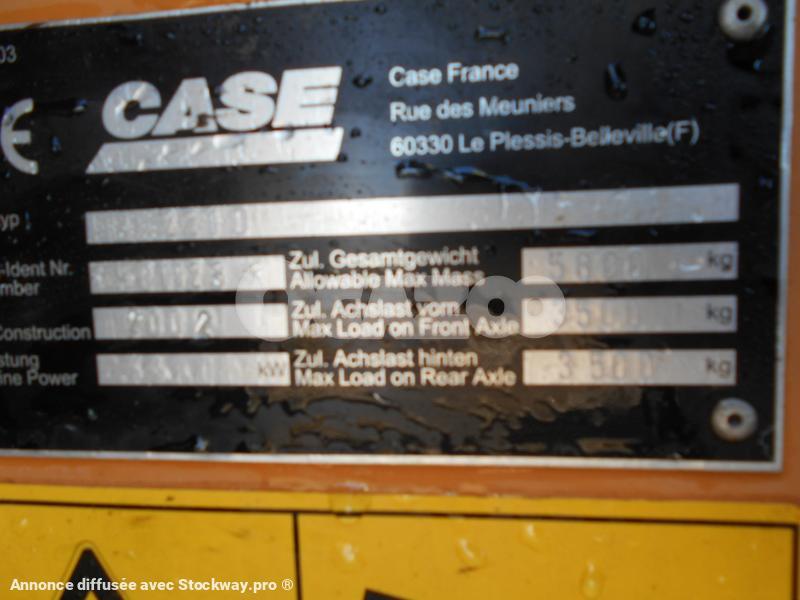 03
CASE
Case France
Rue des Meuniers
60330 Le Plessis-Belleville(F)
CE
yp
-Ident Nr.
mber
Zul. Gesamtgewicht
Allowable Max Mass
kg
Construction
2002
Zul. Achslast vorn
Max Load on Front Axle
3500 kg
stung
ine Power
kW
Zul. Achslast hinten
Max Load on Rear Axle
3500 kg
Annonce diffusée avec Stockway.pro ®